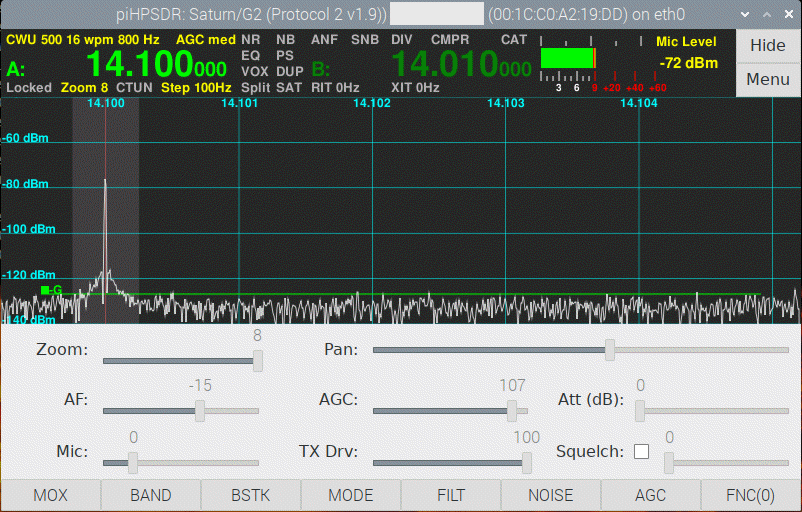 piHPSDR: Saturn/G2 (Protocol 2 v1.9)) (00:1C:C0:A2:19:DD) on eth0
CWU 500 16 wpm 800 Hz AGC med NR NB ANF SNB DIV CMPR CAT Mic Level Hide
A: 14.100000 EQ PS VOX DUP B: 14.010000 -72 dBm
Locked Zoom 8 CTUN Step 100Hz Split SAT RIT 0Hz XIT 0Hz 3 6 9 +20 +40 +60 Menu
14.100 14.101 14.102 14.103 14.104
-60 dBm
-80 dBm
-100 dBm
-120 dBm
-G
-140 dBm
Zoom: 8 Pan:
AF: -15 AGC: 107 Att (dB): 0
Mic: 0 TX Drv: 100 Squelch: 0
MOX BAND BSTK MODE FILT NOISE AGC FNC(0)